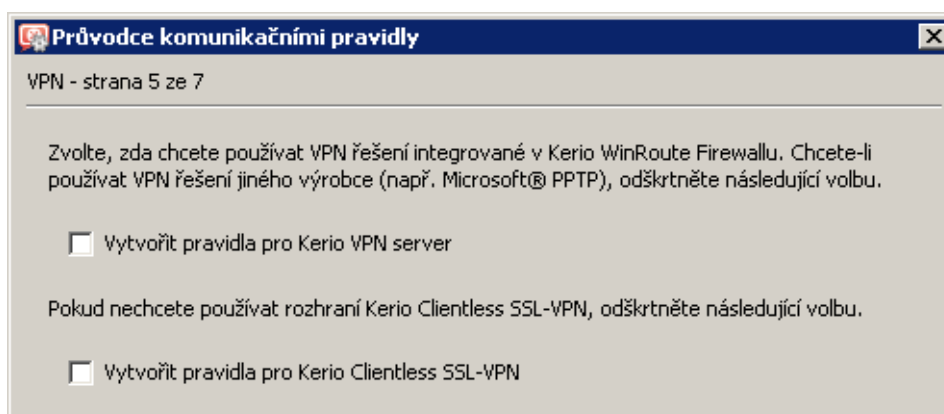 Průvodce komunikačními pravidly
VPN - strana 5 ze 7
Zvolte, zda chcete používat VPN řešení integrované v Kerio WinRoute Firewallu. Chcete-li
používat VPN řešení jiného výrobce (např. Microsoft® PPTP), odškrtněte následující volbu.
Vytvořit pravidla pro Kerio VPN server
Pokud nechcete používat rozhraní Kerio Clientless SSL-VPN, odškrtněte následující volbu.
Vytvořit pravidla pro Kerio Clientless SSL-VPN